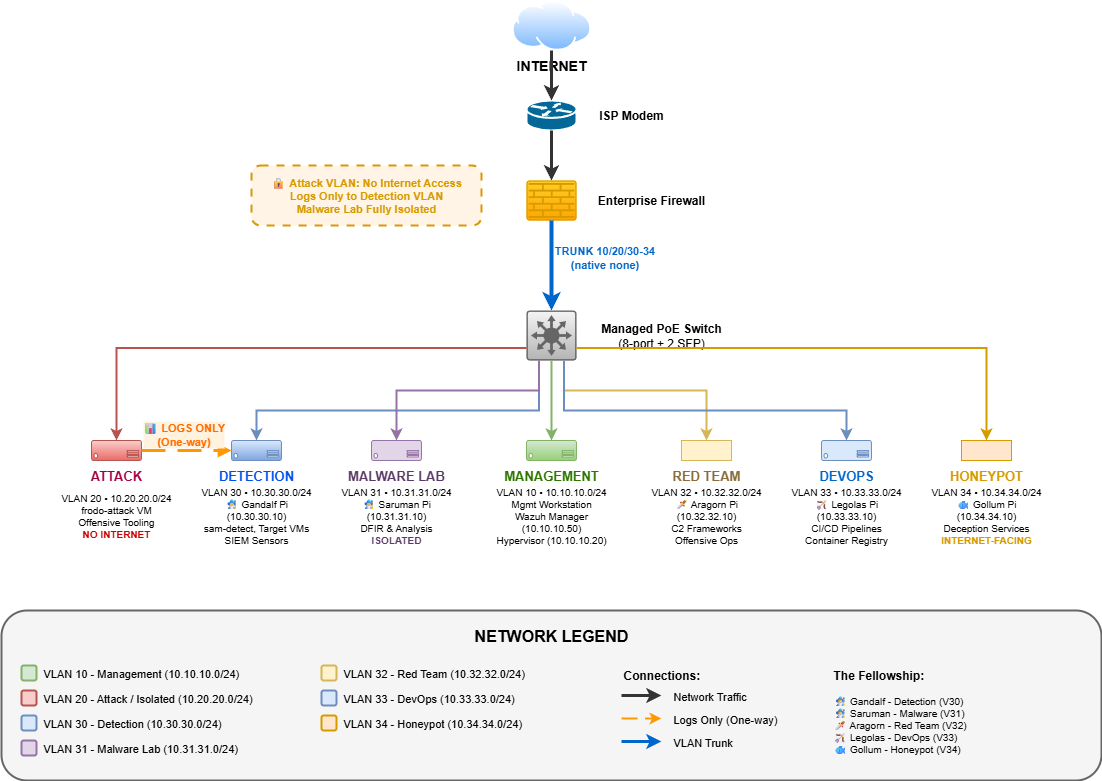 INTERNET
ISP Modem
Attack VLAN: No Internet Access
Logs Only to Detection VLAN
Malware Lab Fully Isolated
Enterprise Firewall
TRUNK 10/20/30-34
(native none)
Managed PoE Switch
(8-port + 2 SFP)
LOGS ONLY
(One-way)
ATTACK
VLAN 20 • 10.20.20.0/24
frodo-attack VM
Offensive Tooling
NO INTERNET
DETECTION
VLAN 30 • 10.30.30.0/24
Gandalf Pi
(10.30.30.10)
sam-detect, Target VMs
SIEM Sensors
MALWARE LAB
VLAN 31 • 10.31.31.0/24
Saruman Pi
(10.31.31.10)
DFIR & Analysis
ISOLATED
MANAGEMENT
VLAN 10 • 10.10.10.0/24
Mgmt Workstation
Wazuh Manager
(10.10.10.50)
Hypervisor (10.10.10.20)
RED TEAM
VLAN 32 • 10.32.32.0/24
Aragorn Pi
(10.32.32.10)
C2 Frameworks
Offensive Ops
DEVOPS
VLAN 33 • 10.33.33.0/24
Legolas Pi
(10.33.33.10)
CI/CD Pipelines
Container Registry
HONEYPOT
VLAN 34 • 10.34.34.0/24
Gollum Pi
(10.34.34.10)
Deception Services
INTERNET-FACING
NETWORK LEGEND
VLAN 10 - Management (10.10.10.0/24)
VLAN 20 - Attack / Isolated (10.20.20.0/24)
VLAN 30 - Detection (10.30.30.0/24)
VLAN 31 - Malware Lab (10.31.31.0/24)
VLAN 32 - Red Team (10.32.32.0/24)
VLAN 33 - DevOps (10.33.33.0/24)
VLAN 34 - Honeypot (10.34.34.0/24)
Connections:
Network Traffic
Logs Only (One-way)
VLAN Trunk
The Fellowship:
Gandalf - Detection (V30)
Saruman - Malware (V31)
Aragorn - Red Team (V32)
Legolas - DevOps (V33)
Gollum - Honeypot (V34)